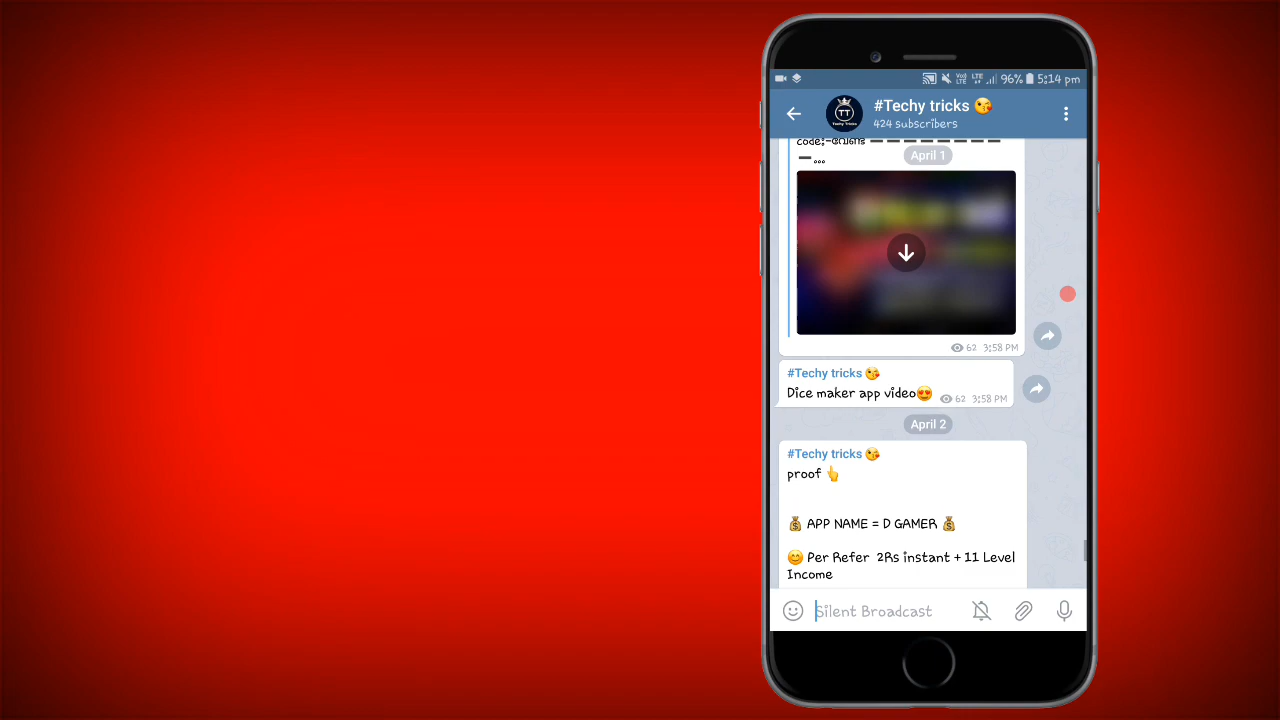 96% 5:14 pm
#Techy tricks 😘
424 subscribers
code;-വേണ്ട — — — — — — —
April 1
—...
62 3:58 PM
#Techy tricks 😘
Dice maker app video😍 62 3:58 PM
April 2
#Techy tricks 😘
proof 👆
💰 APP NAME = D GAMER 💰
😊 Per Refer 2Rs instant + 11 Level
Income
Silent Broadcast